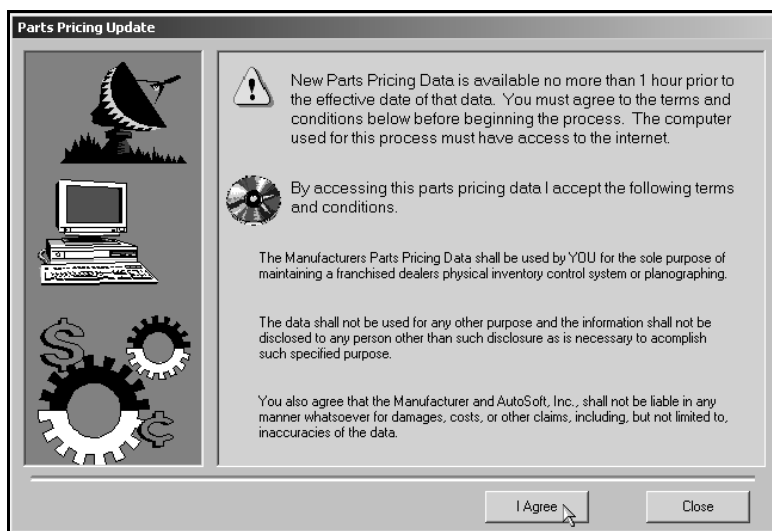 Parts Pricing Update
New Parts Pricing Data is available no more than 1 hour prior to
the effective date of that data. You must agree to the terms and
conditions below before beginning the process. The computer
used for this process must have access to the internet.
By accessing this parts pricing data I accept the following terms
and conditions.
The Manufacturers Parts Pricing Data shall be used by YOU for the sole purpose of
maintaining a franchised dealers physical inventory control system or planographing.
The data shall not be used for any other purpose and the information shall not be
disclosed to any person other than such disclosure as is necessary to acomplish
such specified purpose.
You also agree that the Manufacturer and AutoSoft, Inc., shall not be liable in any
manner whatsoever for damages, costs, or other claims, including, but not limited to,
inaccuracies of the data.
I Agree
Close